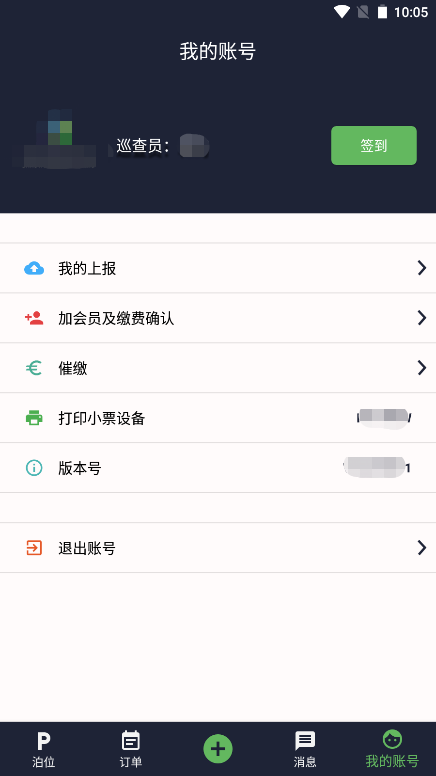 10:05
我的账号
巡查员：
签到
我的上报
加会员及缴费确认
催缴
打印小票设备
版本号
退出账号
泊位
订单
消息
我的账号